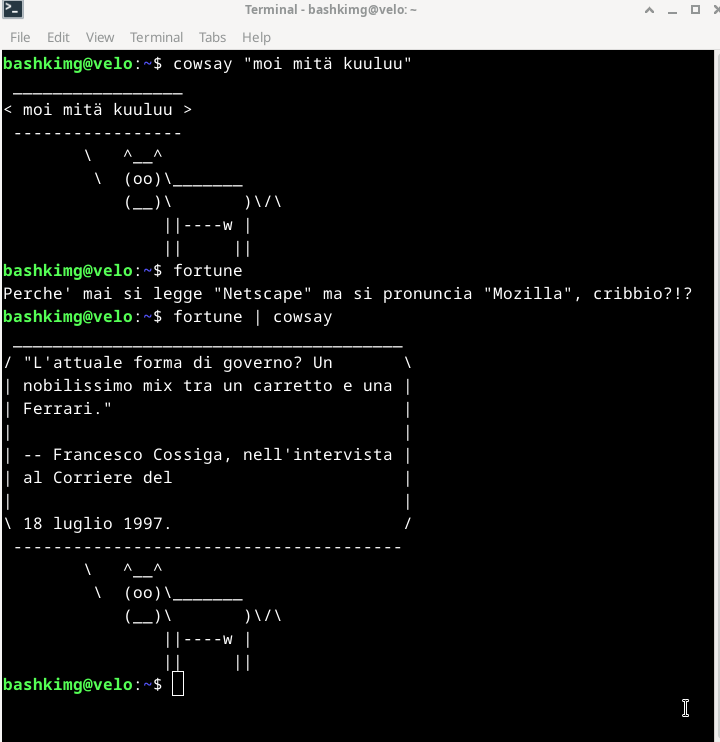 Terminal - bashkimg@velo: ~
File Edit View Terminal Tabs Help
bashkimg@velo:~$ cowsay "moi mitä kuuluu"
 _________________
< moi mitä kuuluu >
 -----------------
        \   ^__^
         \  (oo)\_______
            (__)\       )\/\
                ||----w |
                ||     ||
bashkimg@velo:~$ fortune
Perche' mai si legge "Netscape" ma si pronuncia "Mozilla", cribbio?!?
bashkimg@velo:~$ fortune | cowsay
 _______________________________________
/ "L'attuale forma di governo? Un       \
| nobilissimo mix tra un carretto e una |
| Ferrari."                             |
|                                       |
| -- Francesco Cossiga, nell'intervista |
| al Corriere del                       |
|                                       |
\ 18 luglio 1997.                       /
 ---------------------------------------
        \   ^__^
         \  (oo)\_______
            (__)\       )\/\
                ||----w |
                ||     ||
bashkimg@velo:~$